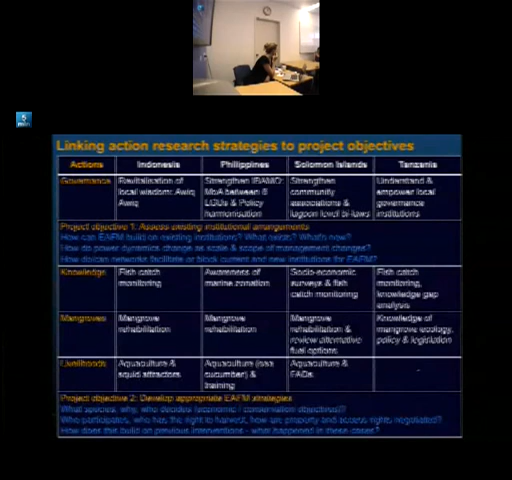 Linking action research strategies to project objectives
Actions Indonesia Philippines Solomon Islands Tanzania
Governance Revitalisation of Strengthen IBAMO: Strengthen Understand &
local wisdom: Awiq MoA between 5 community empower local
Awiq LGUs & Policy associations & governance
harmonisation lagoon level bi-laws institutions
Project objective 1: Assess existing institutional arrangements
How can EAFM build on existing institutions? What exists? What's new?
How do power dynamics change as scale & scope of management changes?
How do/can networks facilitate or block current and new institutions for EAFM?
Knowledge Fish catch Awareness of Socio-economic Fish catch
monitoring marine zonation surveys & fish monitoring,
catch monitoring knowledge gap
analysis
Mangroves Mangrove Mangrove Mangrove Knowledge of
rehabilitation rehabilitation rehabilitation & mangrove ecology,
review alternative policy & legislation
fuel options
Livelihoods Aquaculture & Aquaculture (sea Aquaculture & -
squid attractors cucumber) & FADs
training
Project objective 2: Develop appropriate EAFM strategies
What species, why, who decides (economic / conservation objectives)?
Who participates, who has the right to harvest, how are property and access rights negotiated?
How does this build on previous interventions - what happened in these cases?